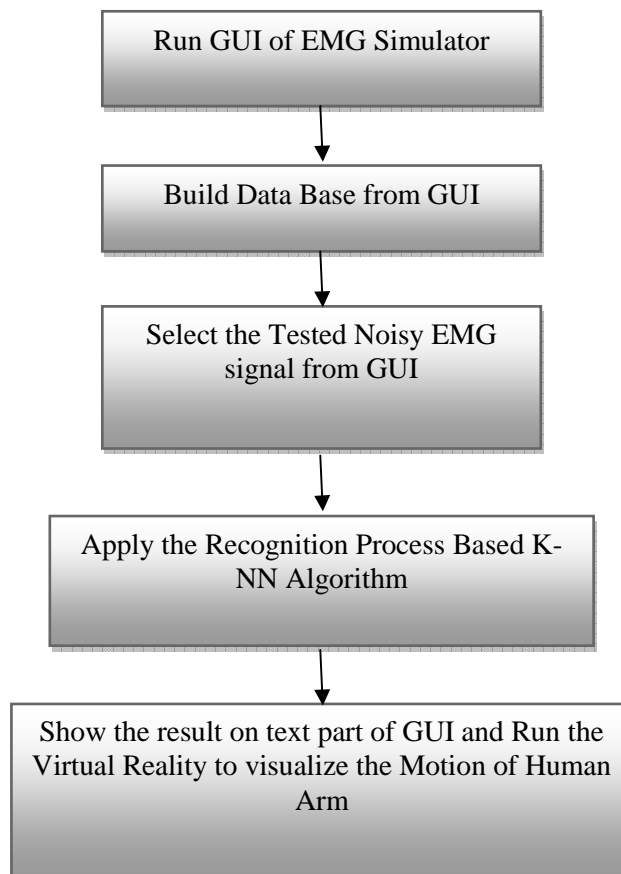 Run GUI of EMG Simulator
Build Data Base from GUI
Select the Tested Noisy EMG
signal from GUI
Apply the Recognition Process Based K-
NN Algorithm
Show the result on text part of GUI and Run the
Virtual Reality to visualize the Motion of Human
Arm